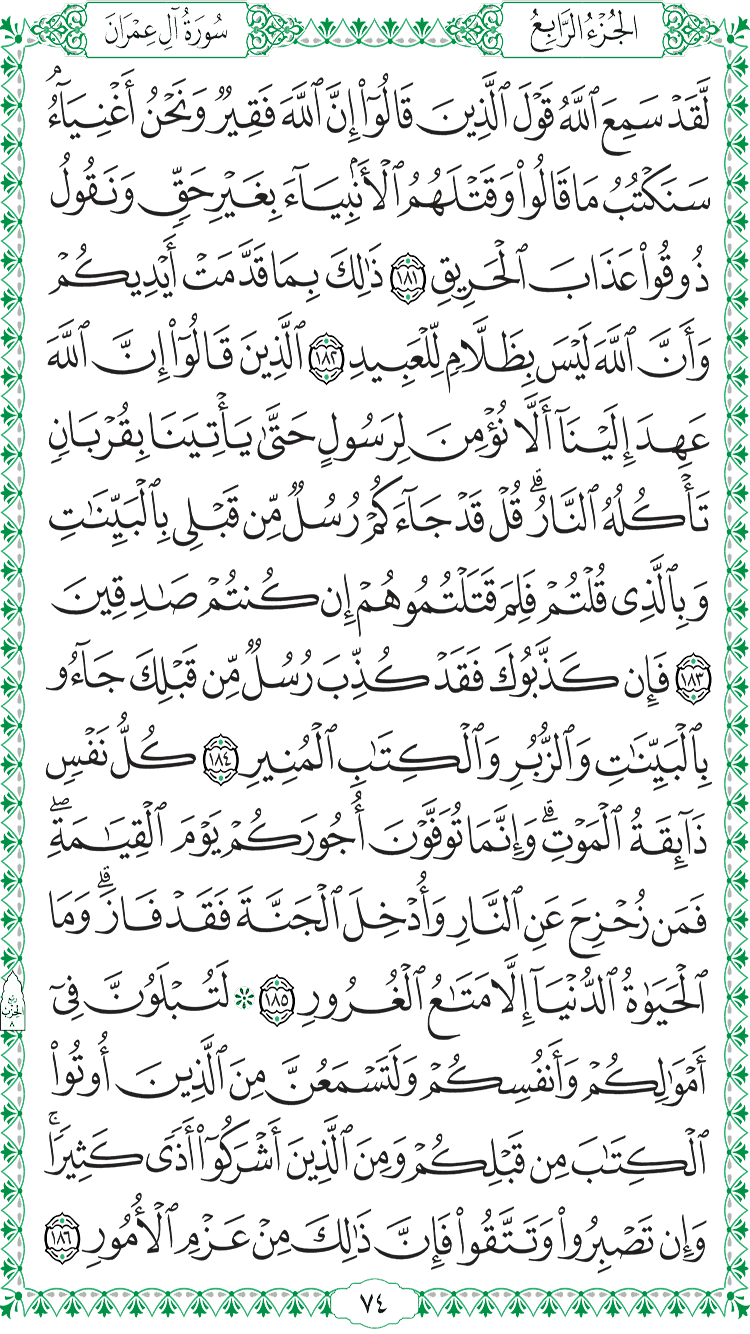 الجُزْءُ الرَّابِعُ
سُورَةُ آلِ عِمْرَان
لَّقَدْ سَمِعَ ٱللَّهُ قَوْلَ ٱلَّذِينَ قَالُوٓا۟ إِنَّ ٱللَّهَ فَقِيرٌ وَنَحْنُ أَغْنِيَآءُ ۘ
سَنَكْتُبُ مَا قَالُوا۟ وَقَتْلَهُمُ ٱلْأَنۢبِيَآءَ بِغَيْرِ حَقٍّ وَنَقُولُ
ذُوقُوا۟ عَذَابَ ٱلْحَرِيقِ ١٨١ ذَٰلِكَ بِمَا قَدَّمَتْ أَيْدِيكُمْ
وَأَنَّ ٱللَّهَ لَيْسَ بِظَلَّامٍ لِّلْعَبِيدِ ١٨٢ ٱلَّذِينَ قَالُوٓا۟ إِنَّ ٱللَّهَ
عَهِدَ إِلَيْنَآ أَلَّا نُؤْمِنَ لِرَسُولٍ حَتَّىٰ يَأْتِيَنَا بِقُرْبَانٍ
تَأْكُلُهُ ٱلنَّارُ ۗ قُلْ قَدْ جَآءَكُمْ رُسُلٌ مِّن قَبْلِى بِٱلْبَيِّنَٰتِ
وَبِٱلَّذِى قُلْتُمْ فَلِمَ قَتَلْتُمُوهُمْ إِن كُنتُمْ صَٰدِقِينَ
١٨٣ فَإِن كَذَّبُوكَ فَقَدْ كُذِّبَ رُسُلٌ مِّن قَبْلِكَ جَآءُو
بِٱلْبَيِّنَٰتِ وَٱلزُّبُرِ وَٱلْكِتَٰبِ ٱلْمُنِيرِ ١٨٤ كُلُّ نَفْسٍ
ذَآئِقَةُ ٱلْمَوْتِ ۗ وَإِنَّمَا تُوَفَّوْنَ أُجُورَكُمْ يَوْمَ ٱلْقِيَٰمَةِ ۖ
فَمَن زُحْزِحَ عَنِ ٱلنَّارِ وَأُدْخِلَ ٱلْجَنَّةَ فَقَدْ فَازَ ۗ وَمَا
ٱلْحَيَوٰةُ ٱلدُّنْيَآ إِلَّا مَتَٰعُ ٱلْغُرُورِ ١٨٥ ۞ لَتُبْلَوُنَّ فِىٓ
أَمْوَٰلِكُمْ وَأَنفُسِكُمْ وَلَتَسْمَعُنَّ مِنَ ٱلَّذِينَ أُوتُوا۟
ٱلْكِتَٰبَ مِن قَبْلِكُمْ وَمِنَ ٱلَّذِينَ أَشْرَكُوٓا۟ أَذًى كَثِيرًا ۚ
وَإِن تَصْبِرُوا۟ وَتَتَّقُوا۟ فَإِنَّ ذَٰلِكَ مِنْ عَزْمِ ٱلْأُمُورِ ١٨٦
ربع
الحزب
٨
٧٤